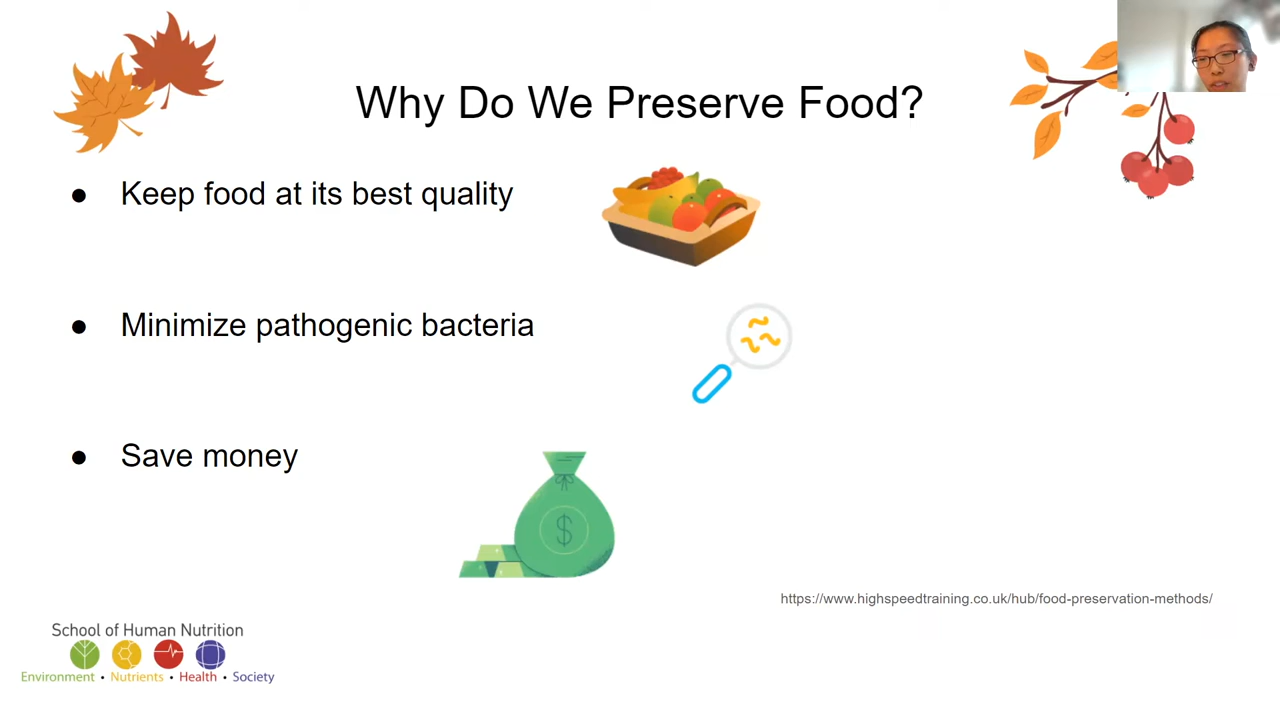 Why Do We Preserve Food?
● Keep food at its best quality
● Minimize pathogenic bacteria
● Save money
$
https://www.highspeedtraining.co.uk/hub/food-preservation-methods/
School of Human Nutrition
Environment • Nutrients • Health • Society